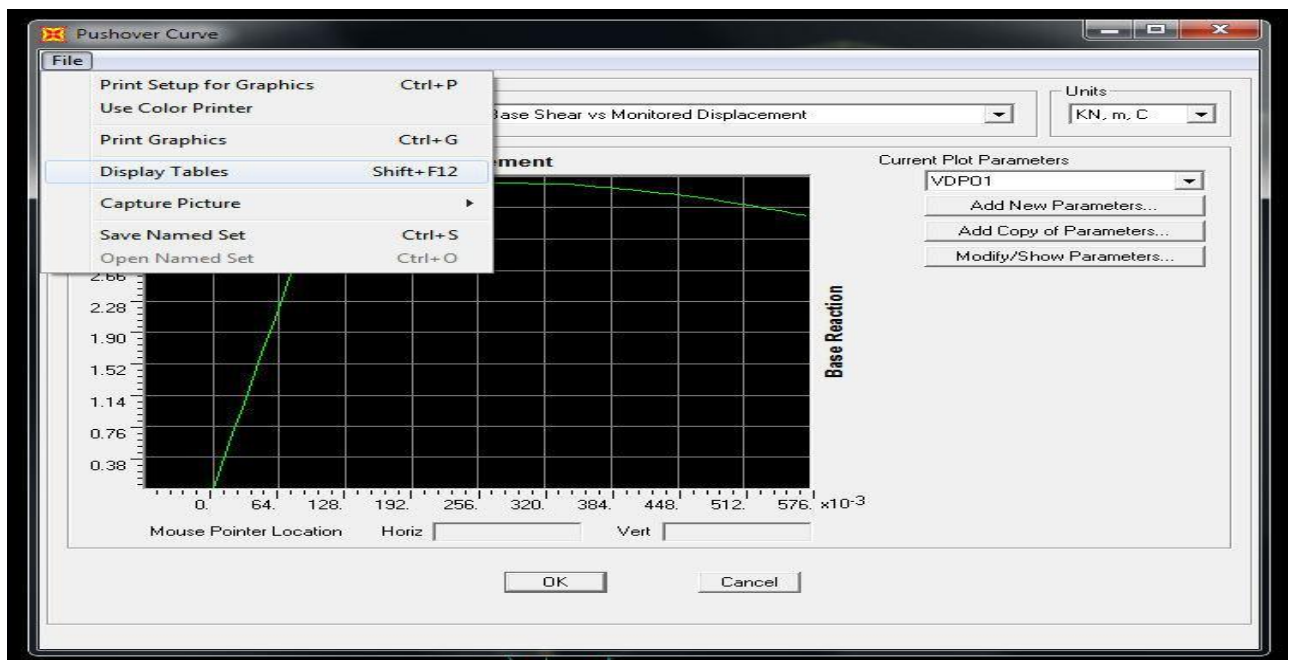 Pushover Curve
File
Print Setup for Graphics Ctrl+P
Use Color Printer
Print Graphics Ctrl+G
Display Tables Shift+F12
Capture Picture
Save Named Set Ctrl+S
Open Named Set Ctrl+O
Base Shear vs Monitored Displacement
Units
KN, m, C
ement
Current Plot Parameters
VDPO1
Add New Parameters...
Add Copy of Parameters...
Modify/Show Parameters...
2.66
2.28
1.90
1.52
1.14
0.76
0.38
Base Reaction
0. 64. 128. 192. 256. 320. 384. 448. 512. 576. x10-3
Mouse Pointer Location Horiz Vert
OK Cancel